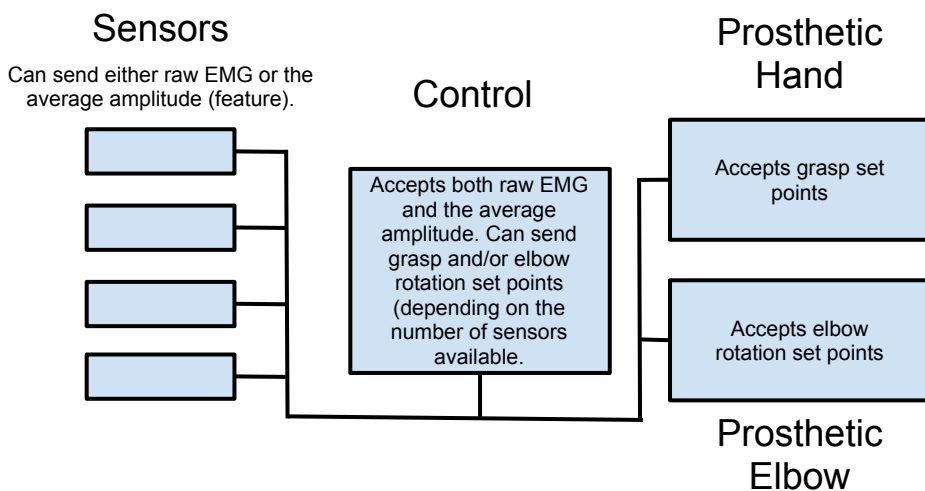 Sensors
Can send either raw EMG or the
average amplitude (feature).
Control
Accepts both raw EMG
and the average
amplitude. Can send
grasp and/or elbow
rotation set points
(depending on the
number of sensors
available.
Prosthetic
Hand
Accepts grasp set
points
Accepts elbow
rotation set points
Prosthetic
Elbow